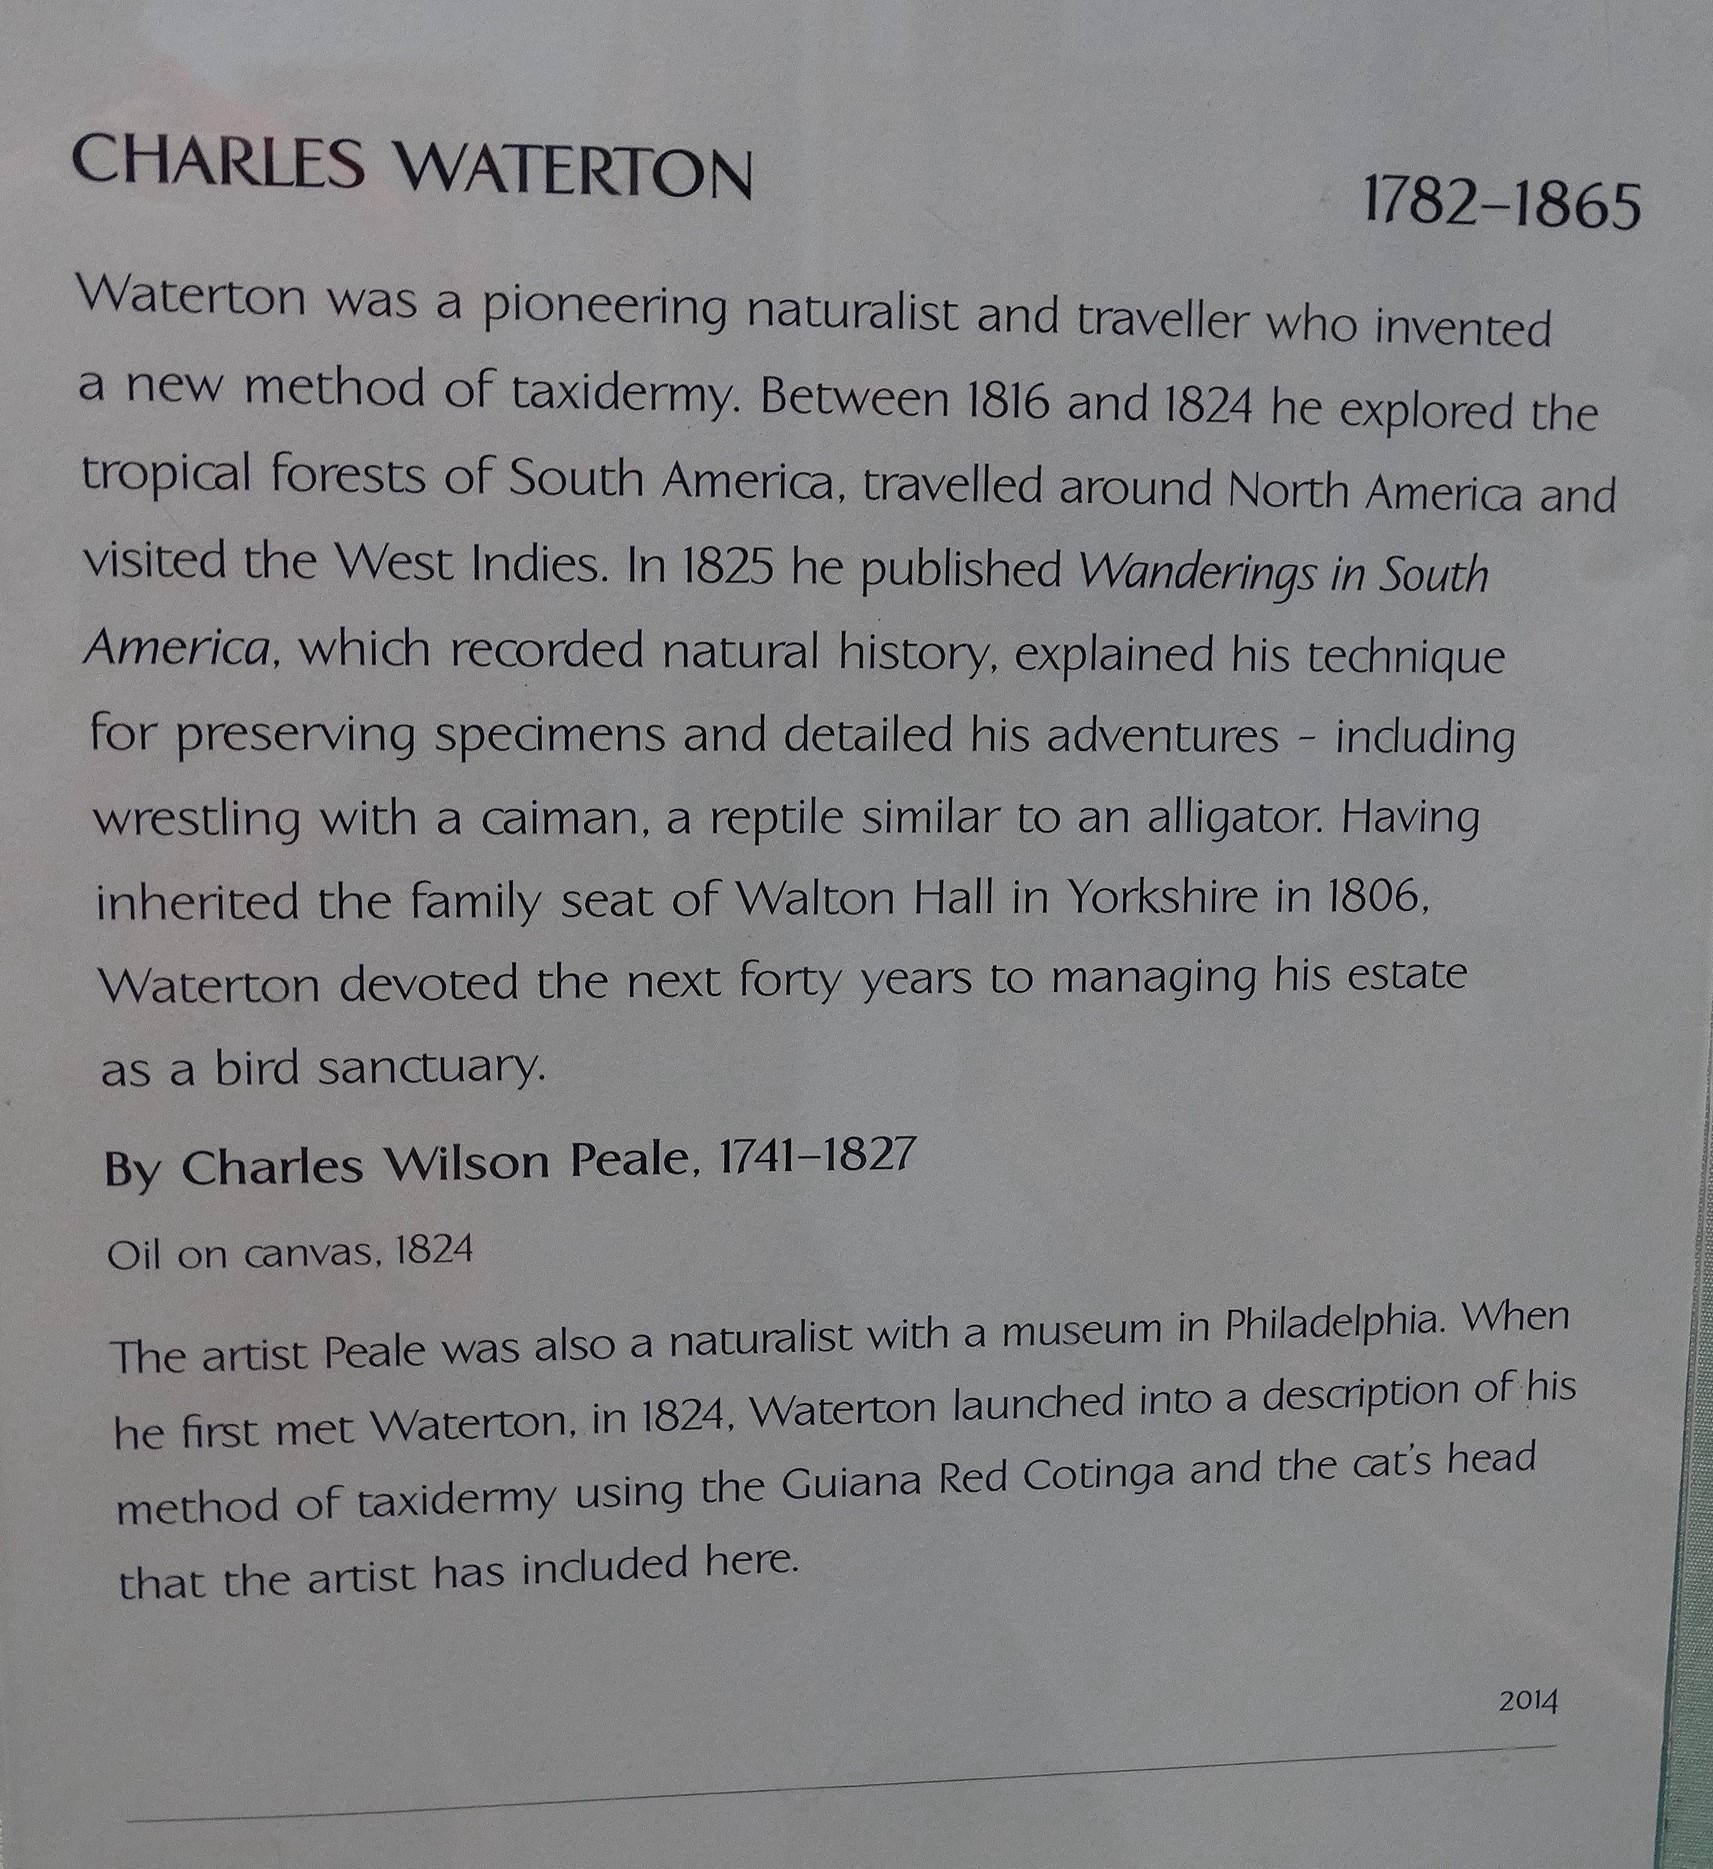 CHARLES WATERTON 1782–1865
Waterton was a pioneering naturalist and traveller who invented
a new method of taxidermy. Between 1816 and 1824 he explored the
tropical forests of South America, travelled around North America and
visited the West Indies. In 1825 he published Wanderings in South
America, which recorded natural history, explained his technique
for preserving specimens and detailed his adventures – including
wrestling with a caiman, a reptile similar to an alligator. Having
inherited the family seat of Walton Hall in Yorkshire in 1806,
Waterton devoted the next forty years to managing his estate
as a bird sanctuary.
By Charles Wilson Peale, 1741–1827
Oil on canvas, 1824
The artist Peale was also a naturalist with a museum in Philadelphia. When
he first met Waterton, in 1824, Waterton launched into a description of his
method of taxidermy using the Guiana Red Cotinga and the cat's head
that the artist has included here.
2014